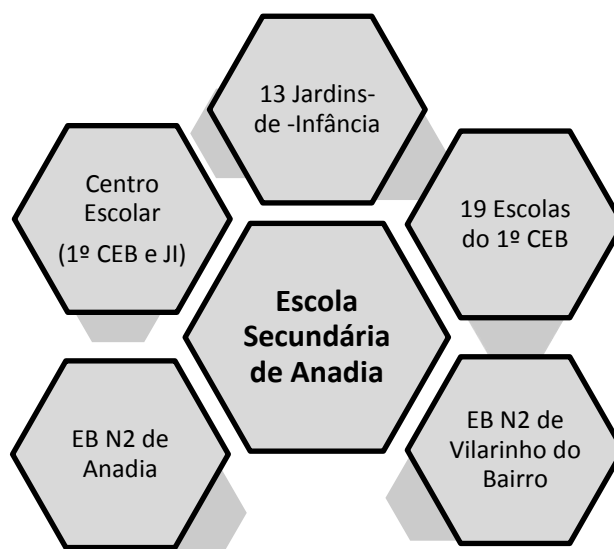 13 Jardins-
de -Infância
Centro
Escolar
(1º CEB e JI)
19 Escolas
do 1º CEB
Escola
Secundária
de Anadia
EB N2 de
Anadia
EB N2 de
Vilarinho do
Bairro